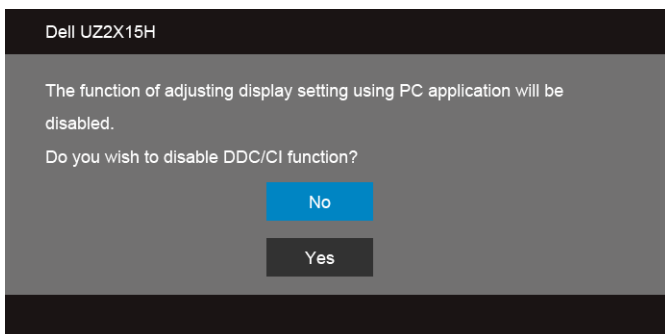 Dell UZ2X15H
The function of adjusting display setting using PC application will be
disabled.
Do you wish to disable DDC/CI function?
No
Yes